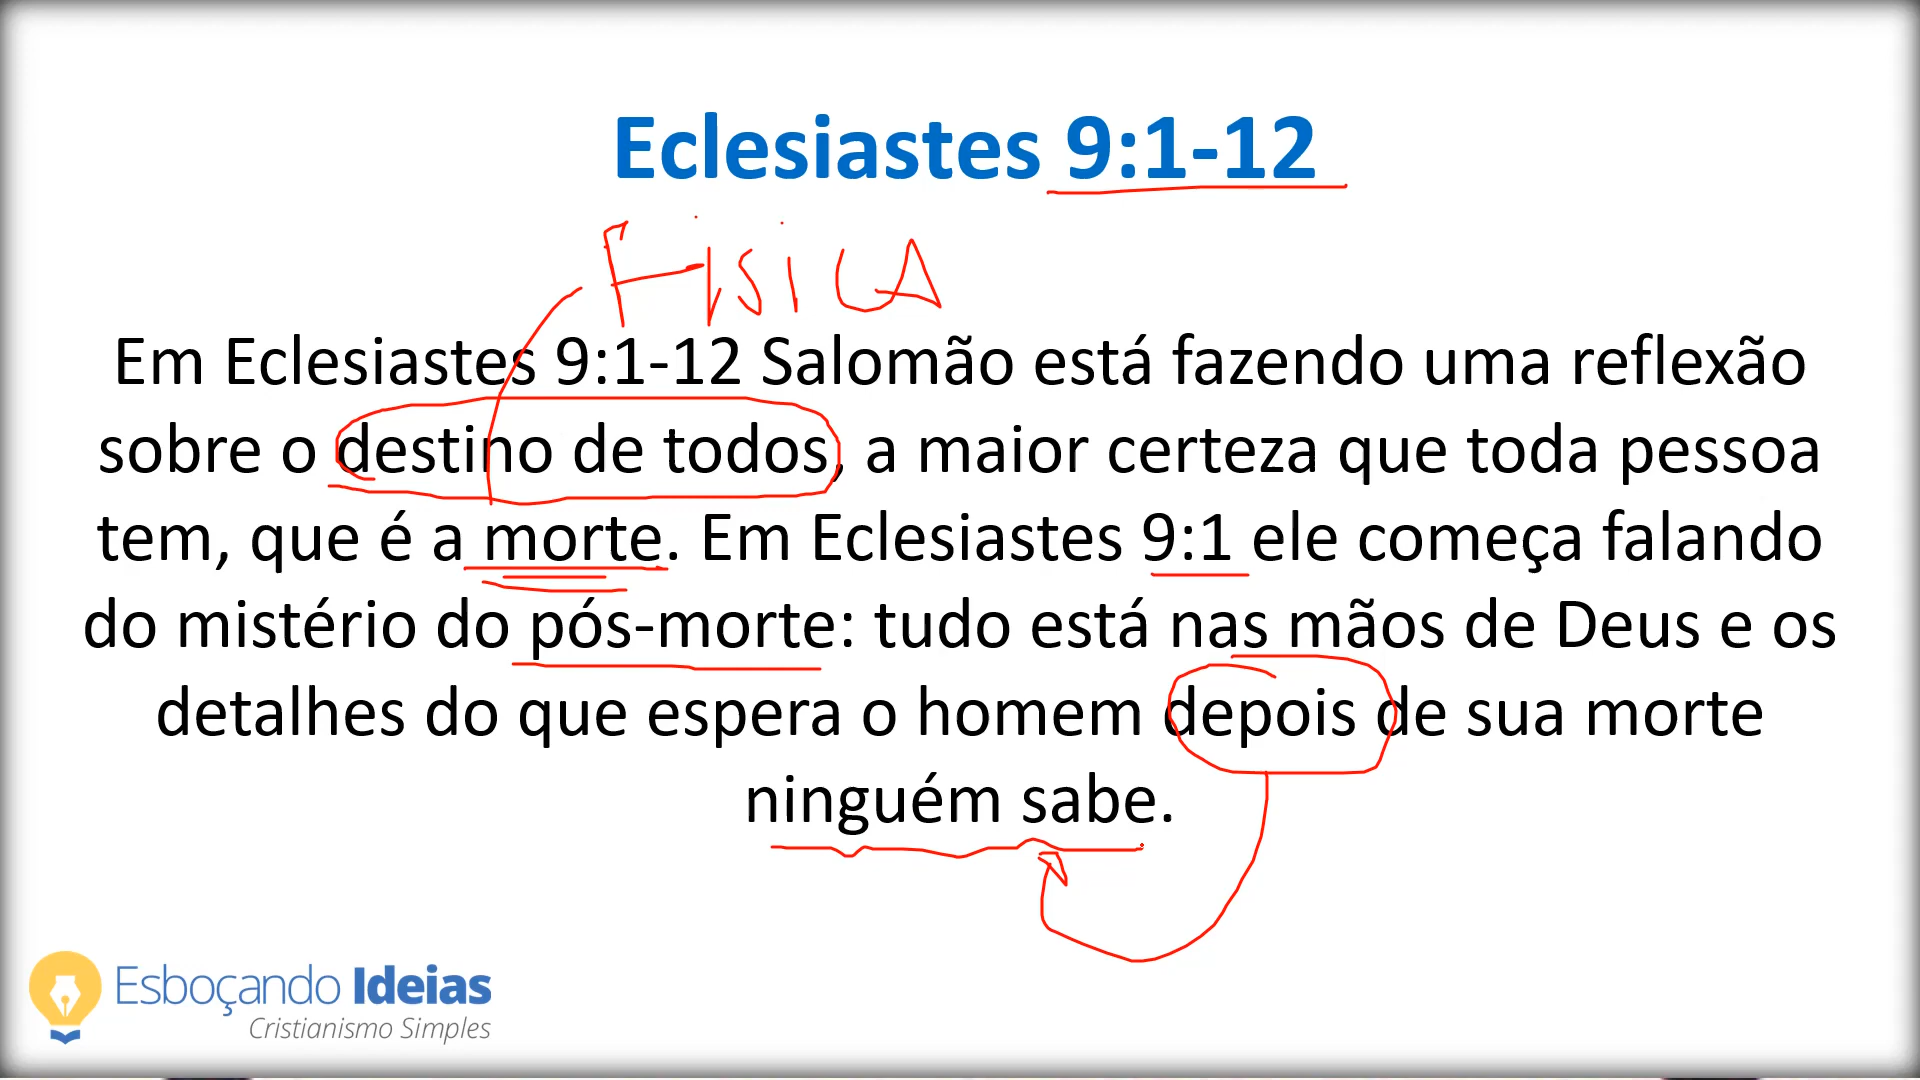 Eclesiastes 9:1-12
FISICA
Em Eclesiastes 9:1-12 Salomão está fazendo uma reflexão
sobre o destino de todos, a maior certeza que toda pessoa
tem, que é a morte. Em Eclesiastes 9:1 ele começa falando
do mistério do pós-morte: tudo está nas mãos de Deus e os
detalhes do que espera o homem depois de sua morte
ninguém sabe.
Esboçando Ideias
Cristianismo Simples